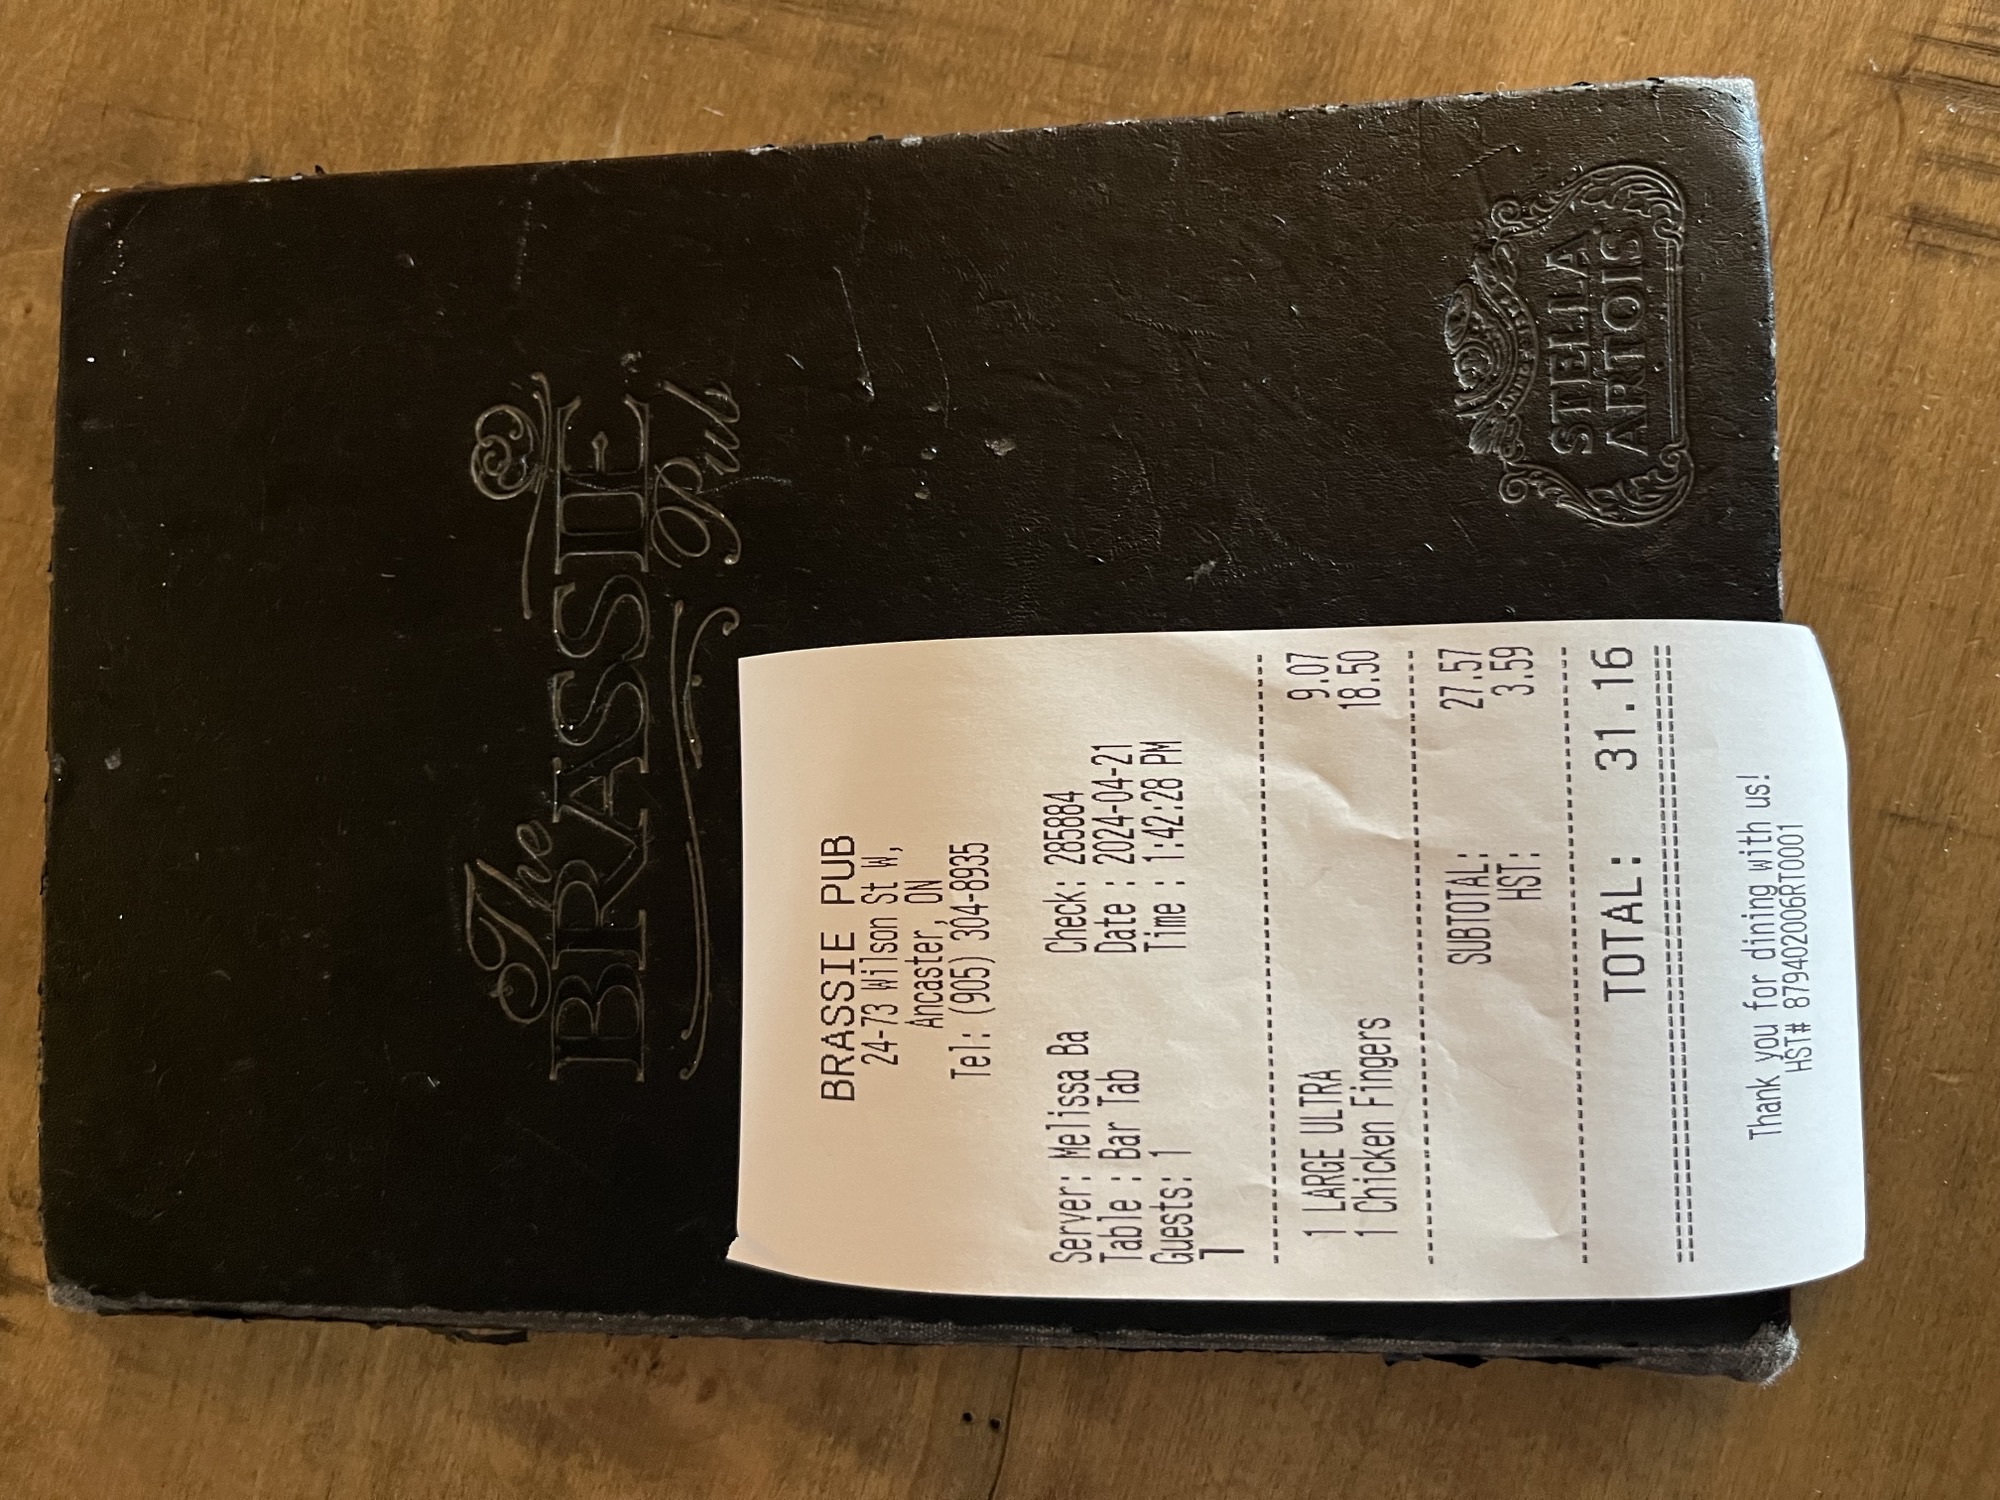 The
BRASSIE
Pub
BRASSIE PUB
24-73 Wilson St W,
Ancaster, ON
Tel: (905) 304-8935
Server: Melissa Ba Check: 285884
Table : Bar Tab Date : 2024-04-21
Guests: 1 Time : 1:42:28 PM
1
1 LARGE ULTRA 9.07
1 Chicken Fingers 18.50
SUBTOTAL: 27.57
HST: 3.59
TOTAL: 31.16
Thank you for dining with us!
HST# 879402006RT0001
STELLA
ARTOIS